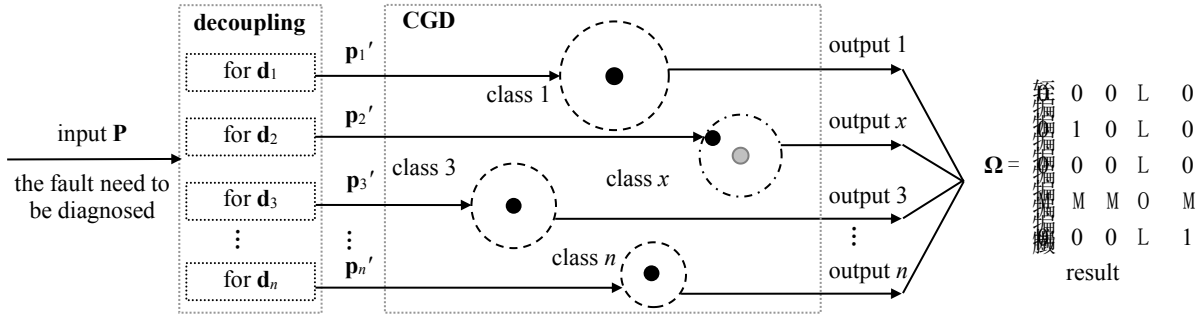 decoupling
CGD
for d1
for d2
for d3
⋮
for dn
input P
the fault need to
be diagnosed
p1′
p2′
p3′
⋮
pn′
class 1
class 3
class x
class n
output 1
output x
output 3
⋮
output n
Ω =
0 0 L 0
0 1 0 L 0
0 0 0 L 0
M M O M
0 0 L 1
result